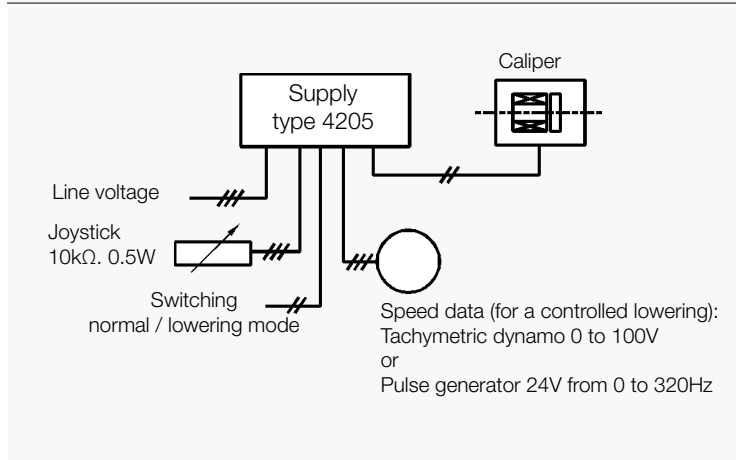 Caliper
Supply
type 4205
Line voltage
Joystick
10kΩ. 0.5W
Switching
normal / lowering mode
Speed data (for a controlled lowering):
Tachymetric dynamo 0 to 100V
or
Pulse generator 24V from 0 to 320Hz